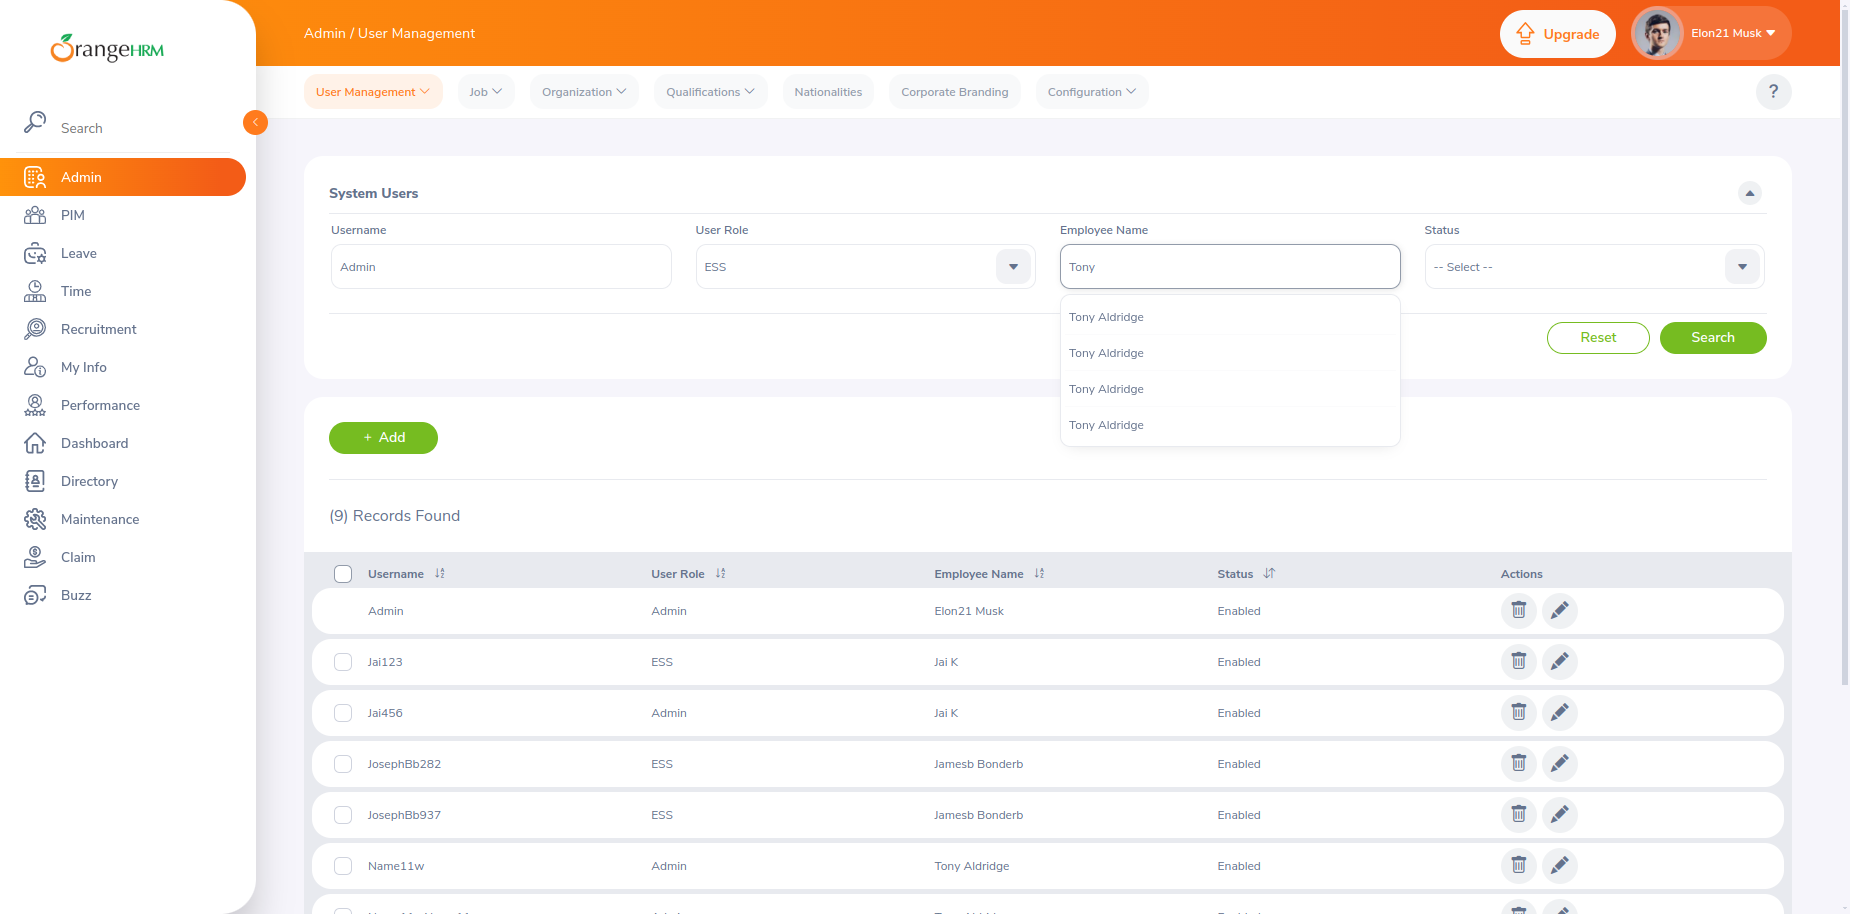 OrangeHRM
Admin / User Management
Upgrade
Elon21 Musk
User Management
Job
Organization
Qualifications
Nationalities
Corporate Branding
Configuration
?
Search
Admin
PIM
Leave
Time
Recruitment
My Info
Performance
Dashboard
Directory
Maintenance
Claim
Buzz
System Users
Username User Role Employee Name Status
Admin ESS Tony -- Select --
Tony Aldridge
Tony Aldridge
Tony Aldridge
Tony Aldridge
Reset Search
+ Add
(9) Records Found
Username User Role Employee Name Status Actions
Admin Admin Elon21 Musk Enabled
Jai123 ESS Jai K Enabled
Jai456 Admin Jai K Enabled
JosephBb282 ESS Jamesb Bonderb Enabled
JosephBb937 ESS Jamesb Bonderb Enabled
Name11w Admin Tony Aldridge Enabled